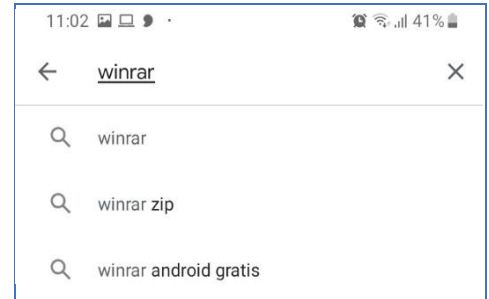 11:02 41%
winrar
winrar
winrar zip
winrar android gratis